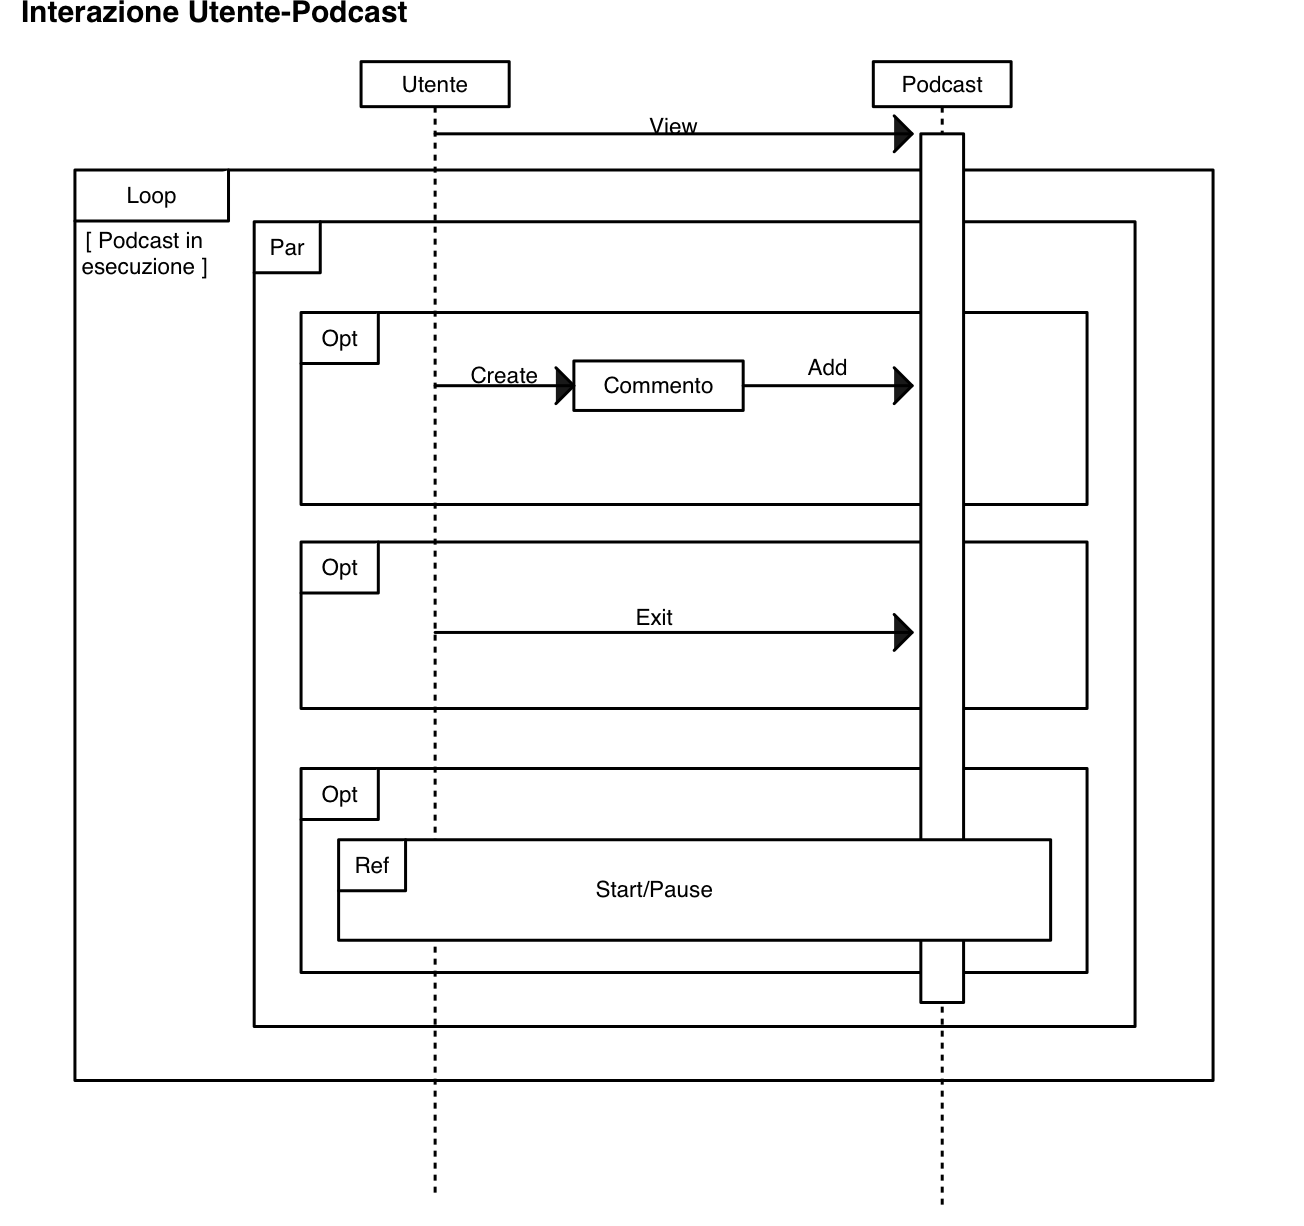 Interazione Utente-Podcast
Utente
Podcast
View
Loop
[ Podcast in
esecuzione ]
Par
Opt
Create
Commento
Add
Opt
Exit
Opt
Ref
Start/Pause